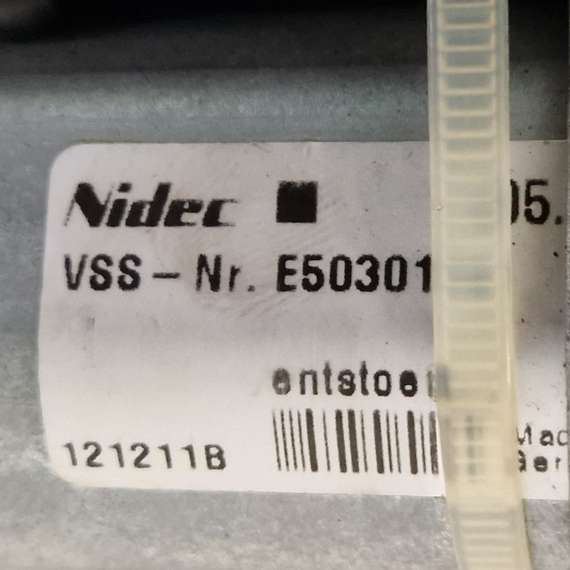 Nidec 05.
VSS-Nr. E50301
entstoe
121211B
Mad
Ger